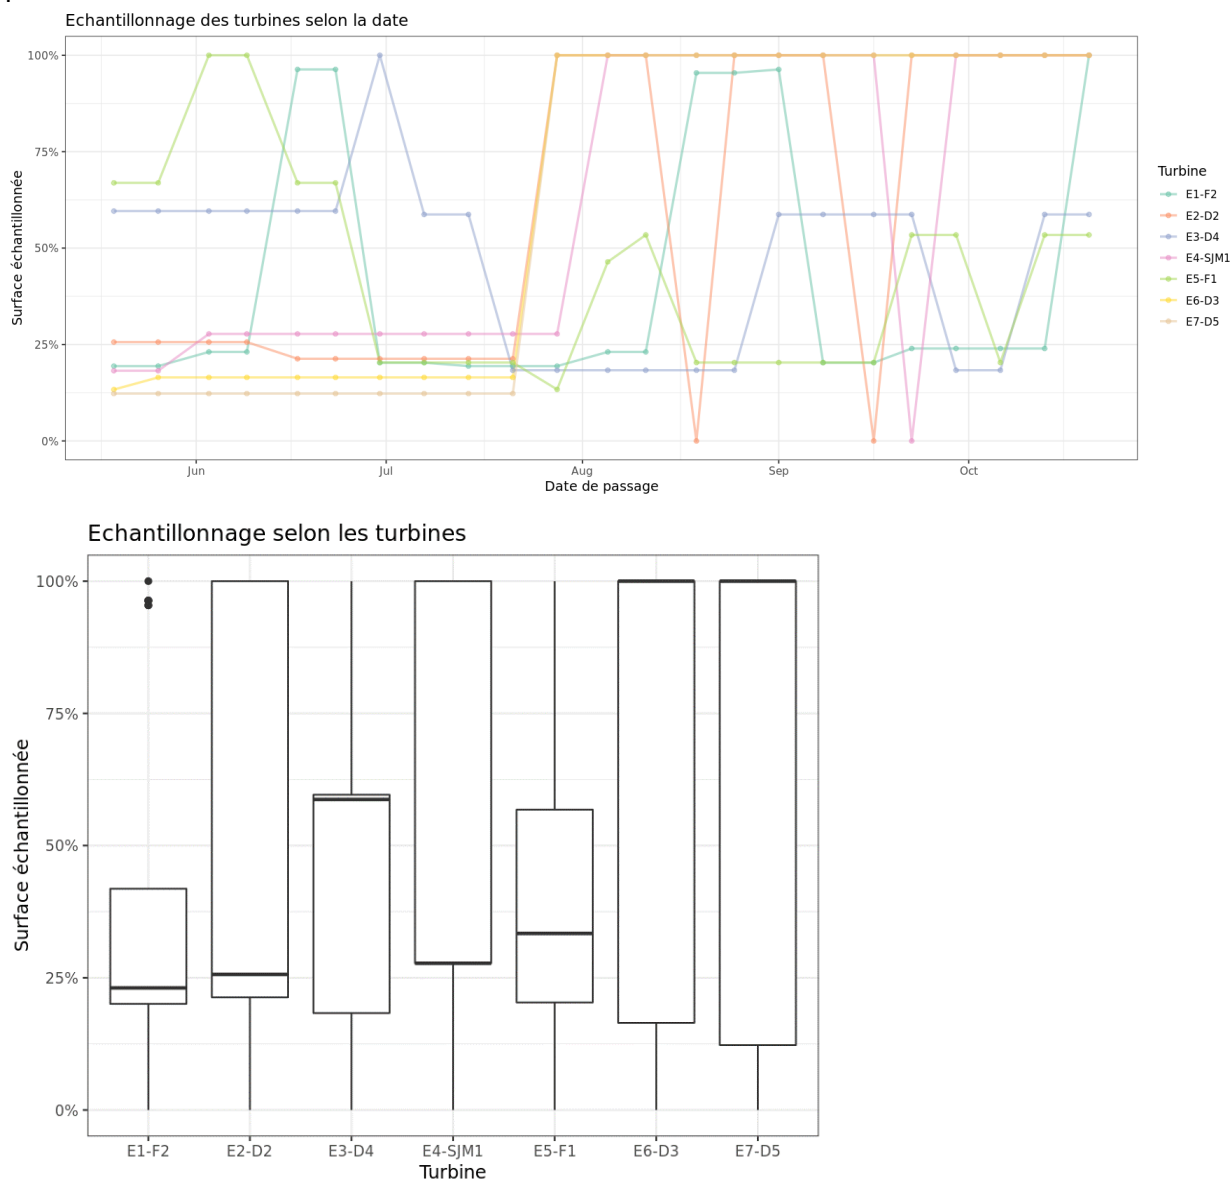 Echantillonnage des turbines selon la date
Surface échantillonnée
100%
75%
50%
25%
0%
Jun
Jul
Aug
Sep
Oct
Date de passage
Turbine
E1-F2
E2-D2
E3-D4
E4-SJM1
E5-F1
E6-D3
E7-D5
Echantillonnage selon les turbines
Surface échantillonnée
100%
75%
50%
25%
0%
E1-F2
E2-D2
E3-D4
E4-SJM1
E5-F1
E6-D3
E7-D5
Turbine